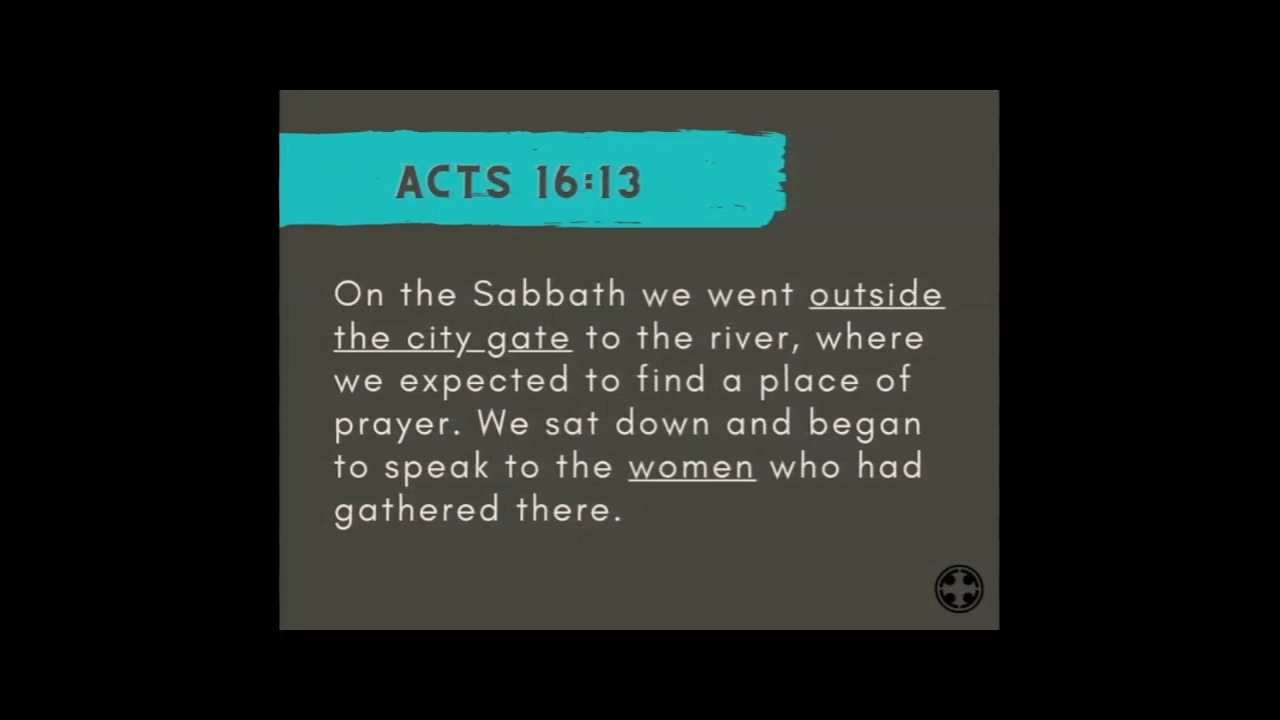 ACTS 16:13
On the Sabbath we went outside
the city gate to the river, where
we expected to find a place of
prayer. We sat down and began
to speak to the women who had
gathered there.